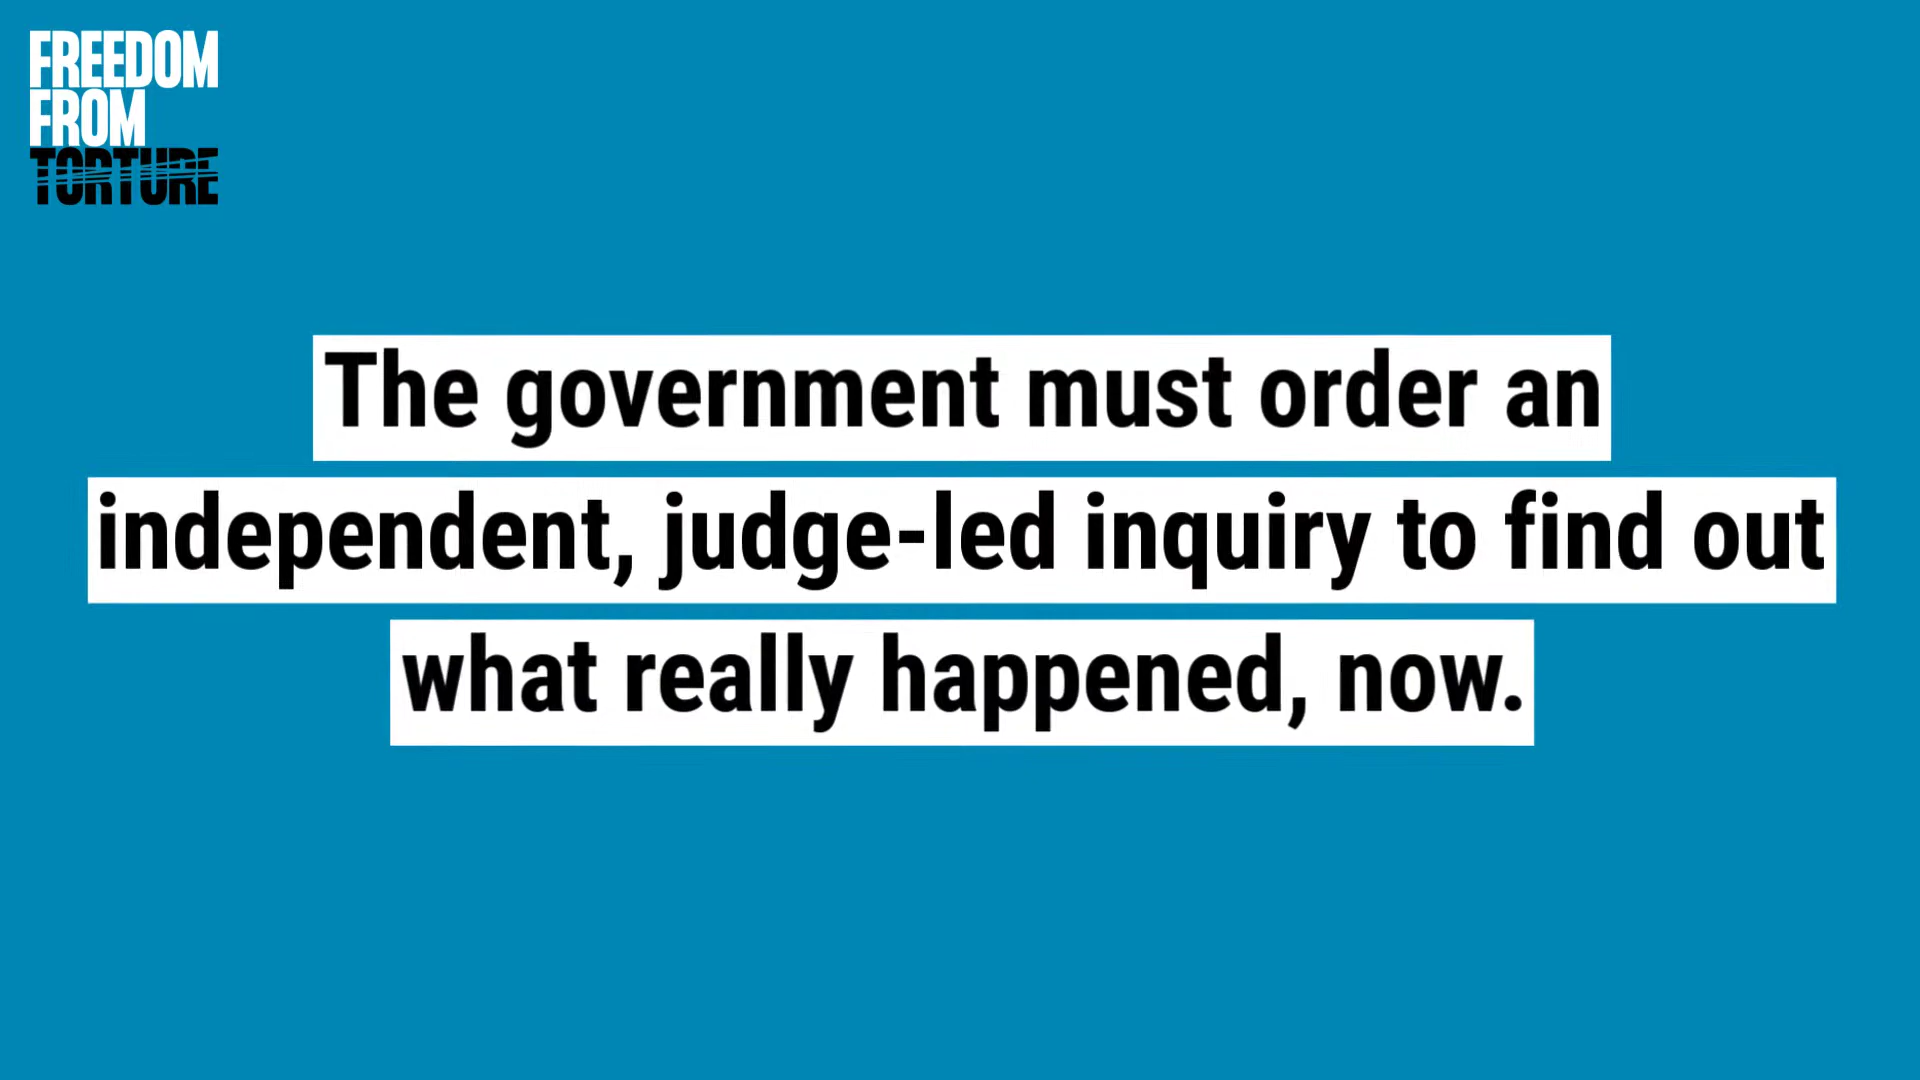 FREEDOM
FROM
TORTURE
The government must order an
independent, judge-led inquiry to find out
what really happened, now.